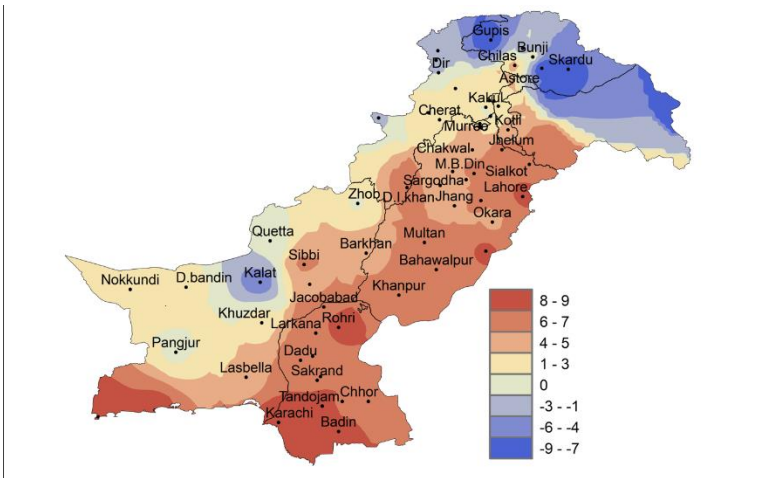 Gupis
Bunji
Chilas
Skardu
Dir
Astore
Kakul
Cherat
Kotli
Murree
Jhelum
Chakwal
M.B.Din
Sialkot
Sargodha
Lahore
Zhob
D.I.khan
Jhang
Okara
Quetta
Multan
Barkhan
Sibbi
Bahawalpur
Nokkundi
D.bandin
Kalat
Khanpur
Jacobabad
Khuzdar
Larkana
Rohri
Pangjur
Dadu
Lasbella
Sakrand
Tandojam
Chhor
Karachi
Badin
8 - 9
6 - 7
4 - 5
1 - 3
0
-3 - -1
-6 - -4
-9 - -7